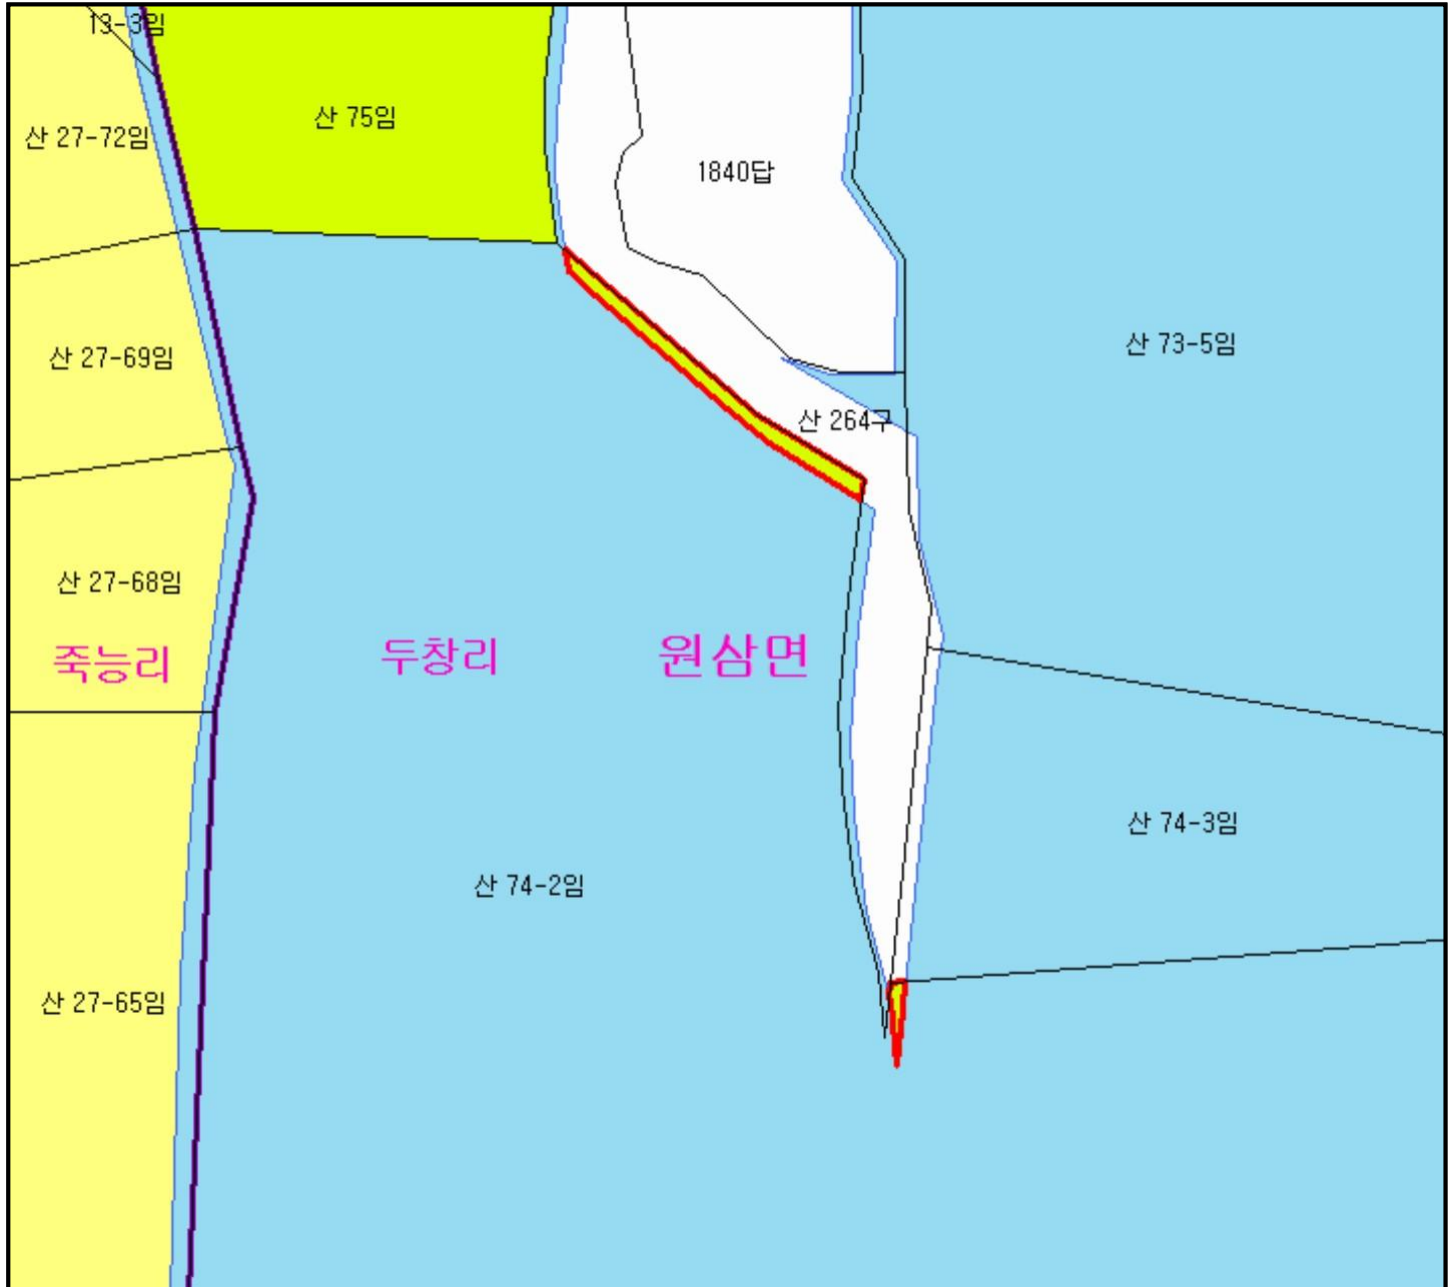 13-3임
산 75임
산 27-72임
1840답
산 73-5임
산 27-69임
산 264구
산 27-68임
죽능리
두창리
원삼면
산 74-3임
산 74-2임
산 27-65임